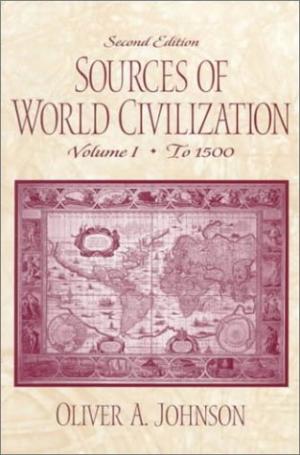 Second Edition
SOURCES OF
WORLD CIVILIZATION
Volume I • To 1500
OLIVER A. JOHNSON